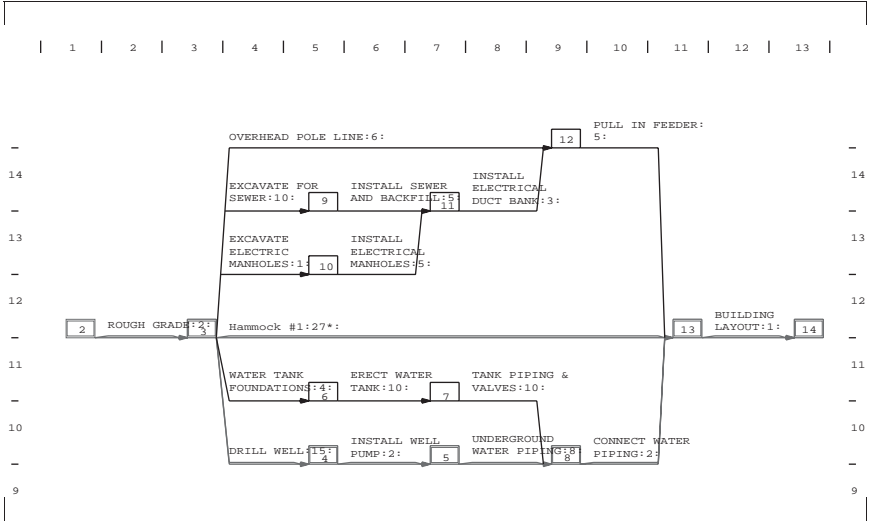 1 2 3 4 5 6 7 8 9 10 11 12 13
PULL IN FEEDER:
5:
OVERHEAD POLE LINE:6:
12
14
14
INSTALL
ELECTRICAL
DUCT BANK:3:
EXCAVATE FOR
SEWER:10:
9
INSTALL SEWER
AND BACKFILL:5:
11
13
13
EXCAVATE
ELECTRIC
MANHOLES:1:
10
INSTALL
ELECTRICAL
MANHOLES:5:
12
12
2
ROUGH GRADE:2:
3
Hammock #1:27*:
13
BUILDING
LAYOUT:1:
14
11
11
WATER TANK
FOUNDATIONS:4:
6
ERECT WATER
TANK:10:
7
TANK PIPING &
VALVES:10:
10
10
DRILL WELL:15:
4
INSTALL WELL
PUMP:2:
5
UNDERGROUND
WATER PIPING:8:
8
CONNECT WATER
PIPING:2:
9
9